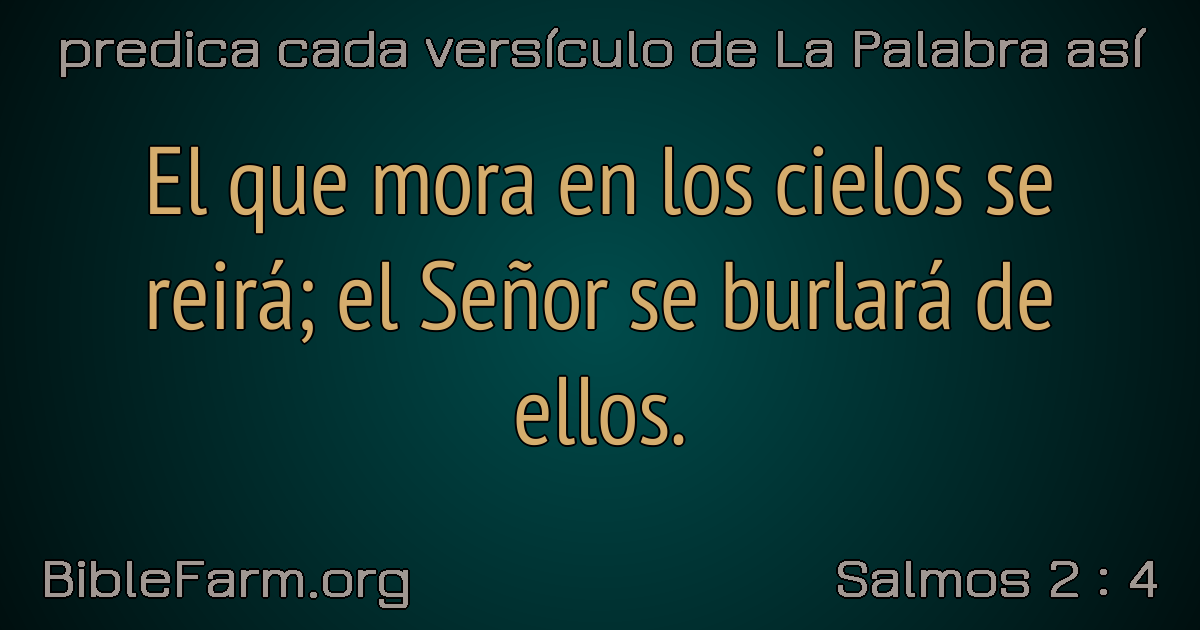 predica cada versículo de La Palabra así
El que mora en los cielos se
reirá; el Señor se burlará de
ellos.
BibleFarm.org
Salmos 2 : 4